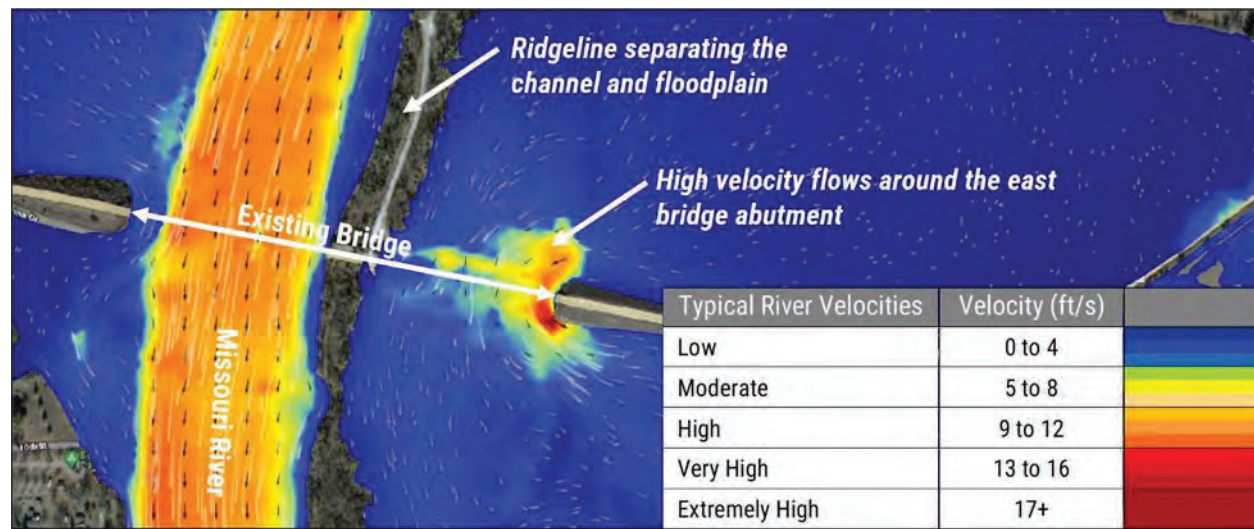 Ridgeline separating the
channel and floodplain
High velocity flows around the east
bridge abutment
Existing Bridge
Missouri River
Typical River Velocities Velocity (ft/s)
Low 0 to 4
Moderate 5 to 8
High 9 to 12
Very High 13 to 16
Extremely High 17+